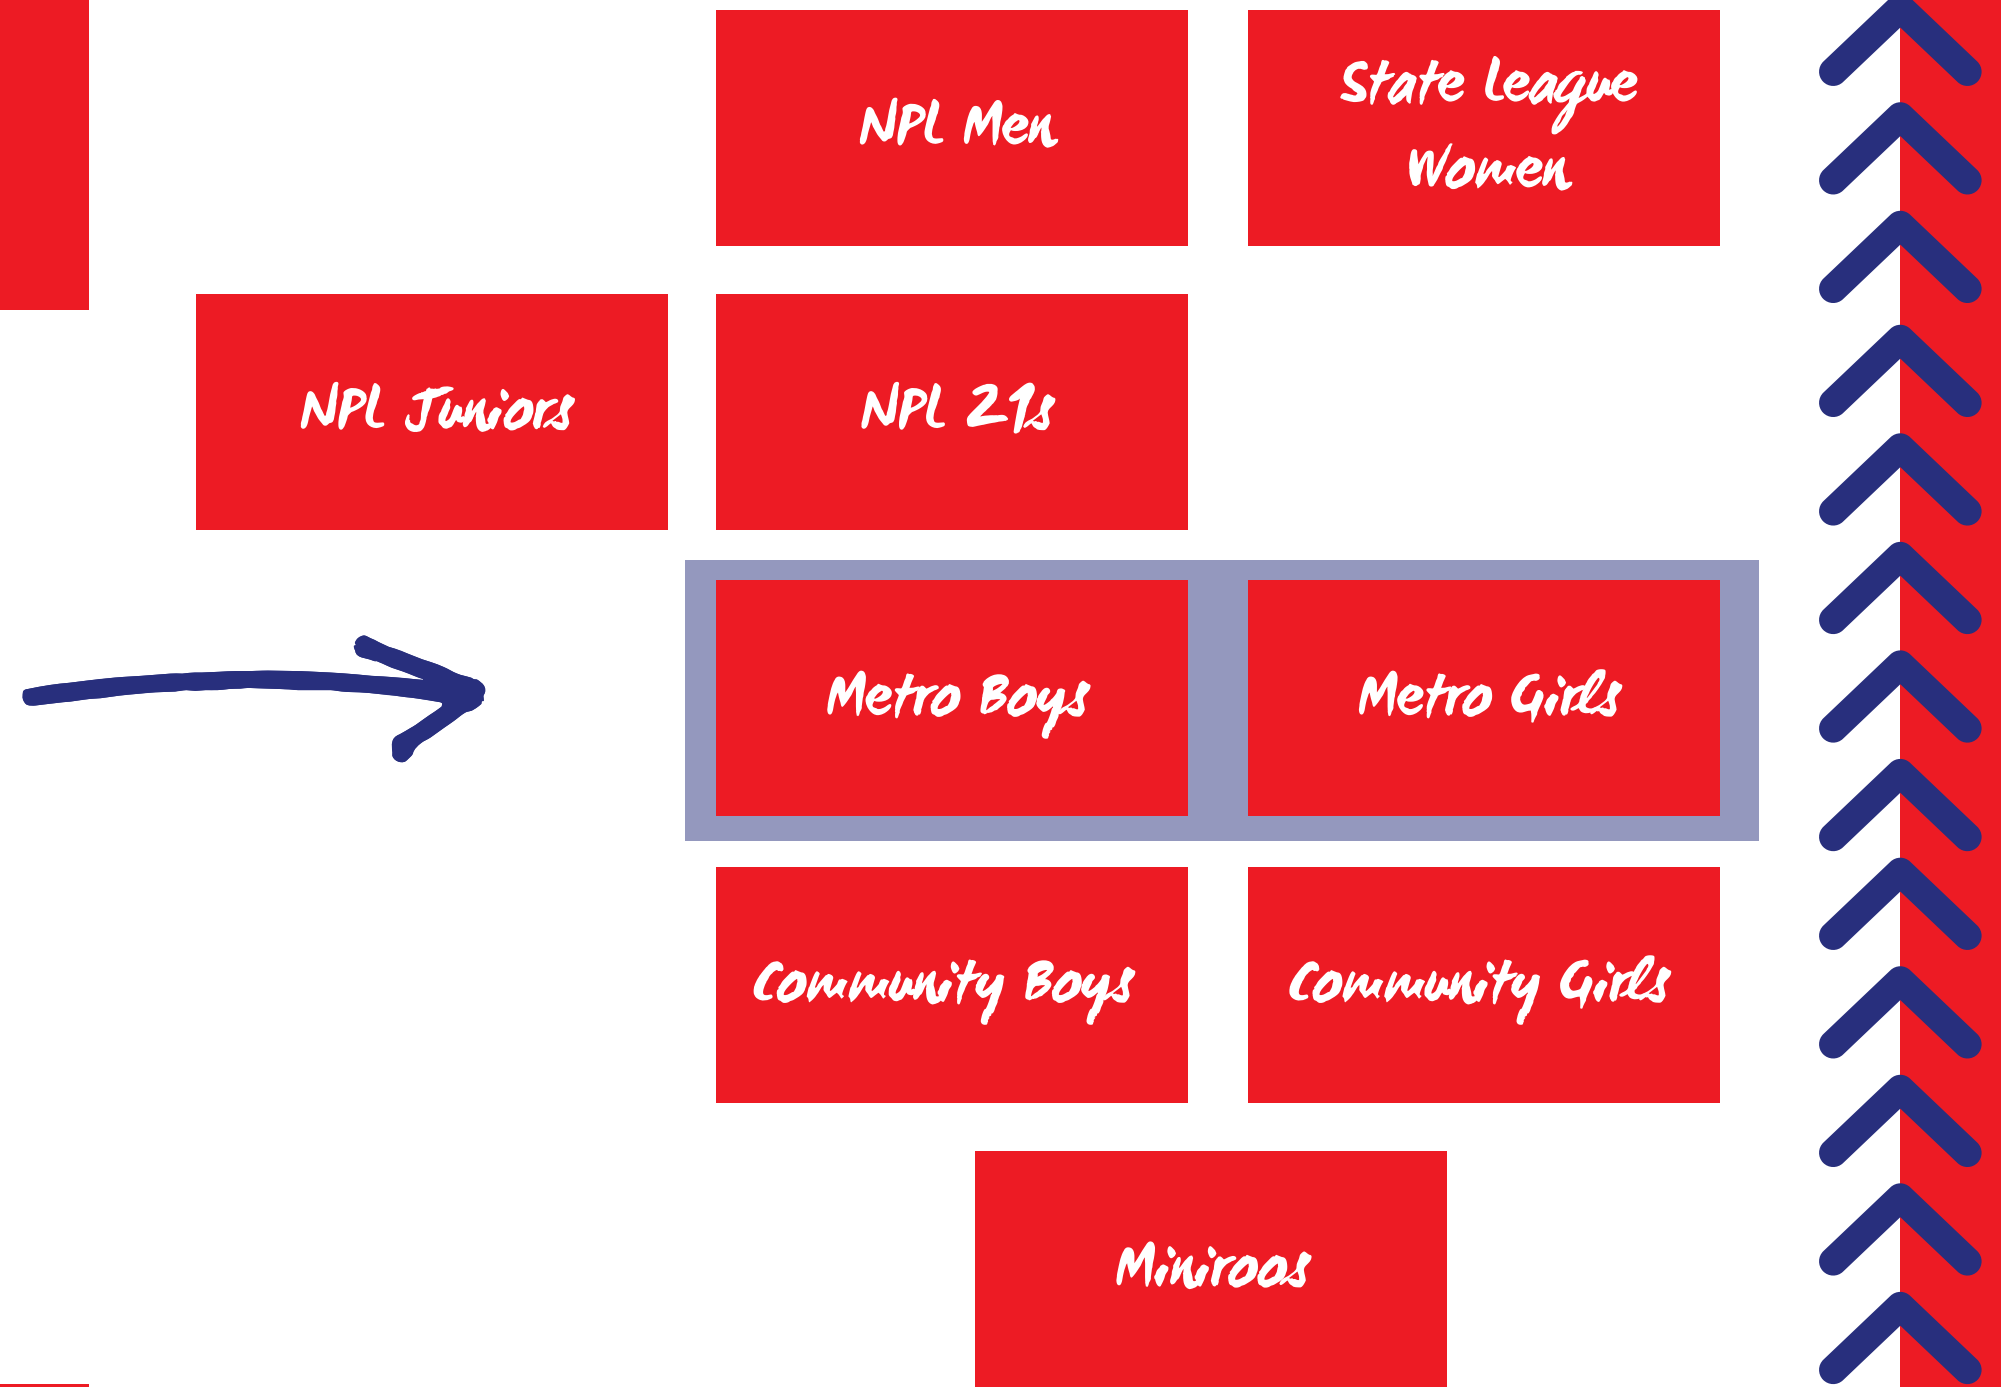 NPL Men
State League
Women
NPL Juniors
NPL 21s
Metro Boys
Metro Girls
Community Boys
Community Girls
Miniroos